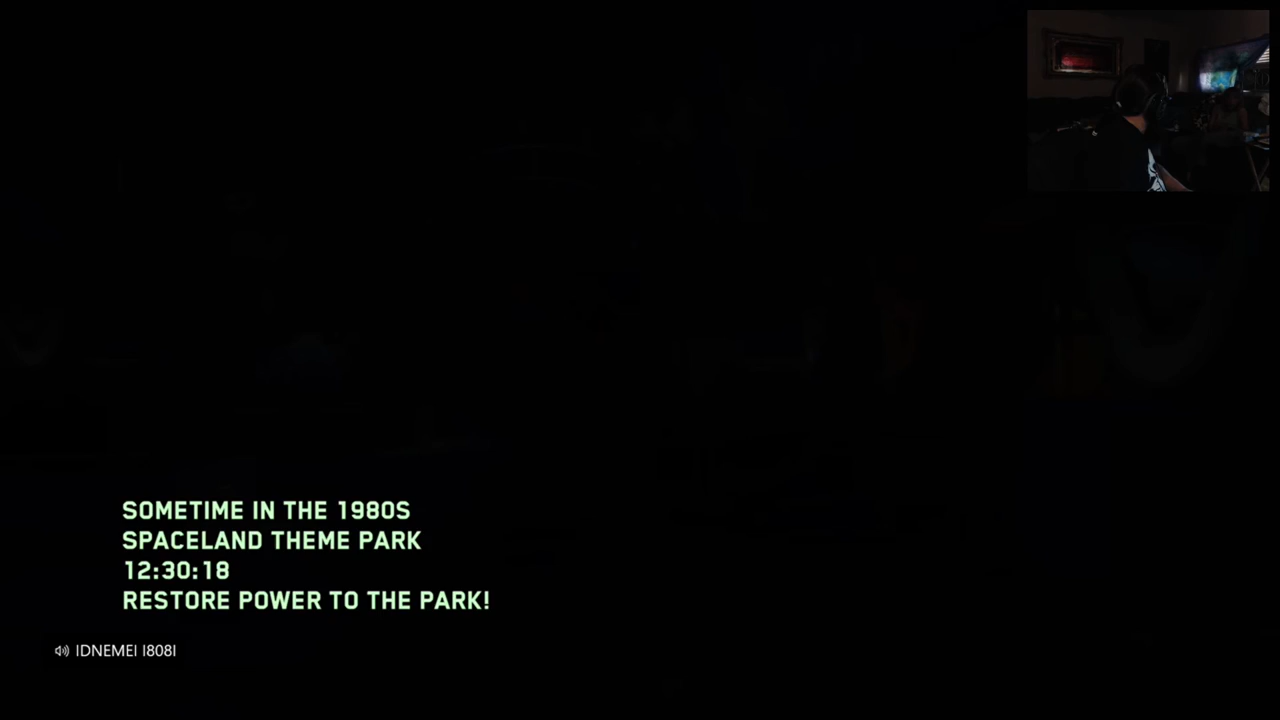 SOMETIME IN THE 1980S
SPACELAND THEME PARK
12:30:18
RESTORE POWER TO THE PARK!
IDNEMEI I808I